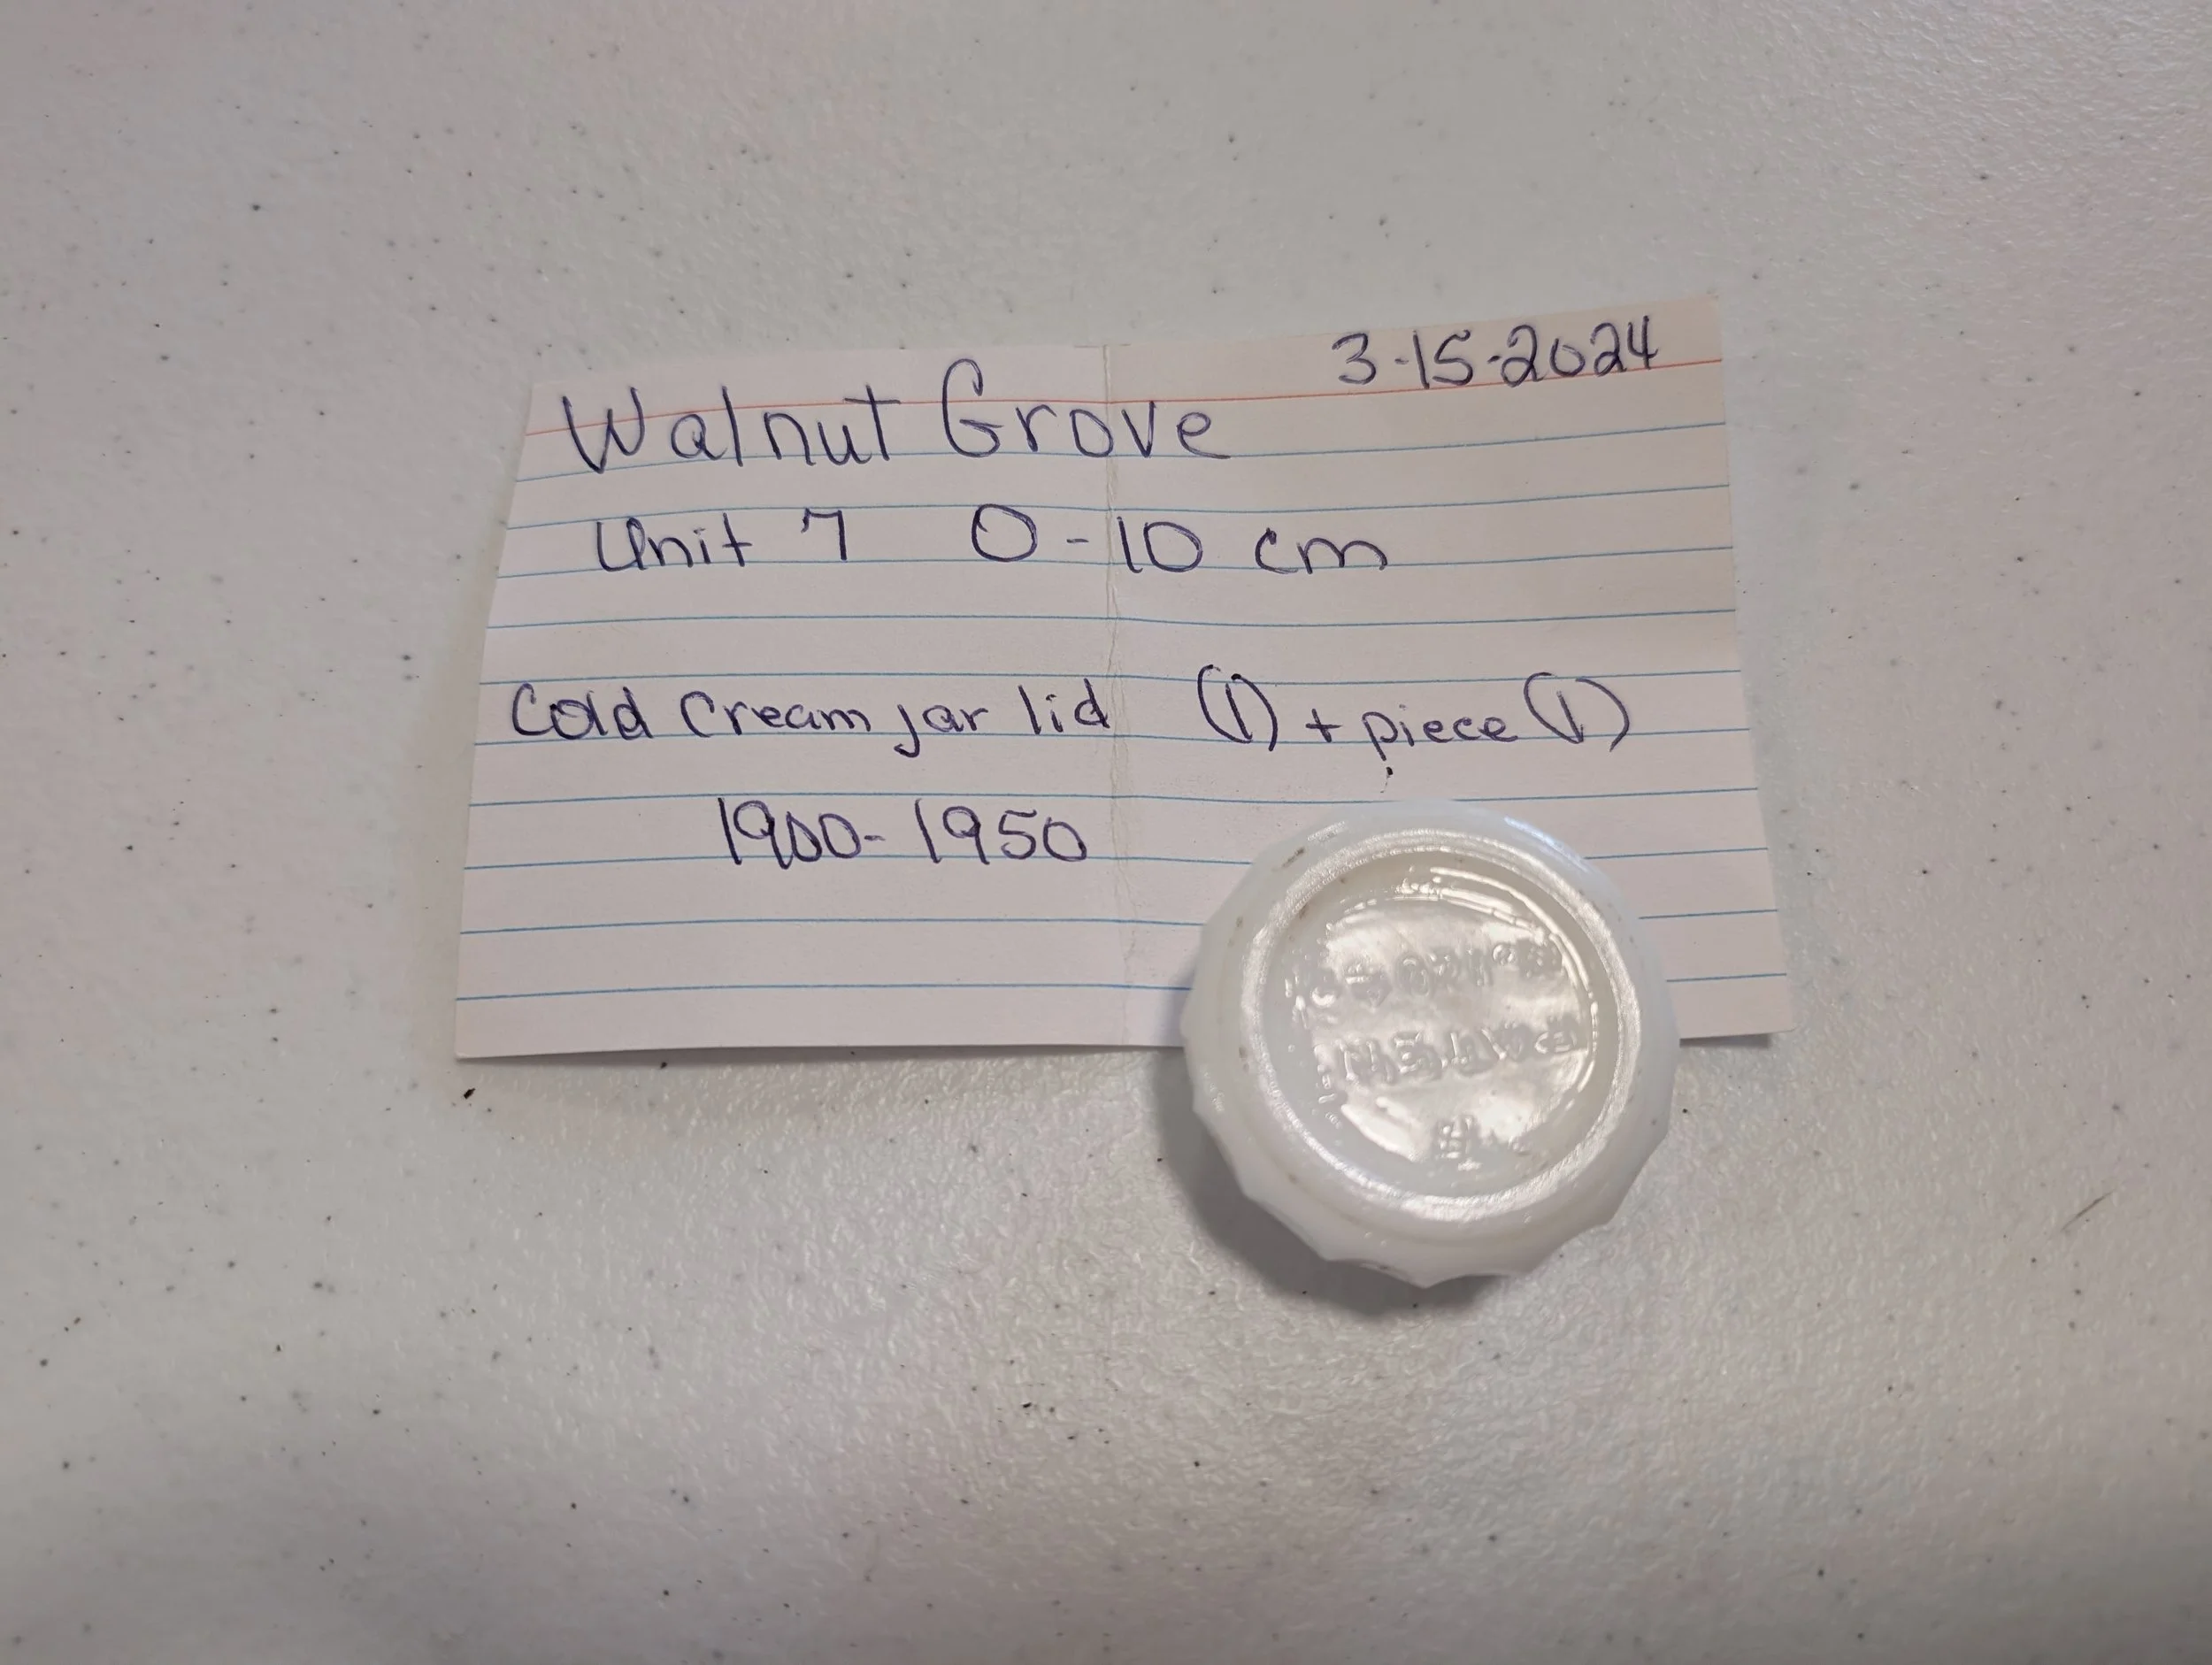 3-15-2024
Walnut Grove
Unit 7 0-10 cm
Cold Cream jar lid (1) + piece (1)
1900-1950